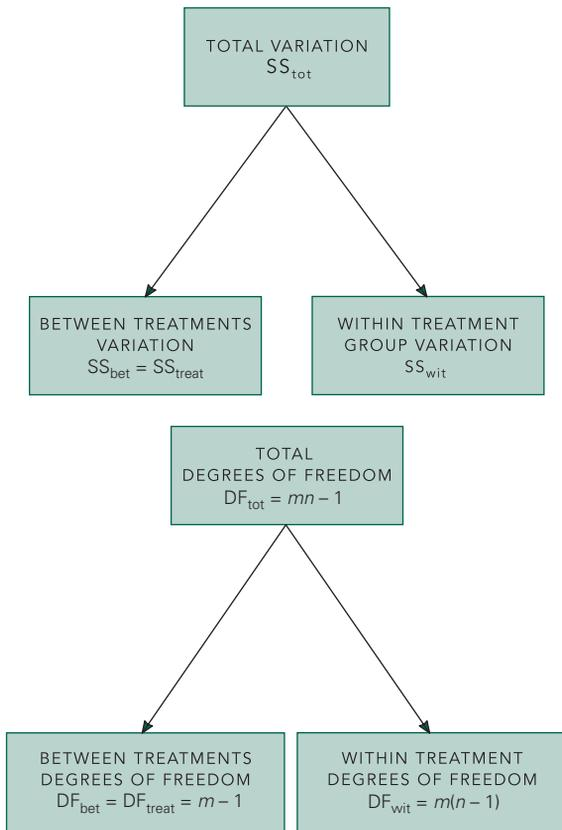 TOTAL VARIATION
SS_tot
BETWEEN TREATMENTS
VARIATION
SS_bet = SS_treat
WITHIN TREATMENT
GROUP VARIATION
SS_wit
TOTAL
DEGREES OF FREEDOM
DF_tot = mn – 1
BETWEEN TREATMENTS
DEGREES OF FREEDOM
DF_bet = DF_treat = m – 1
WITHIN TREATMENT
DEGREES OF FREEDOM
DF_wit = m(n – 1)